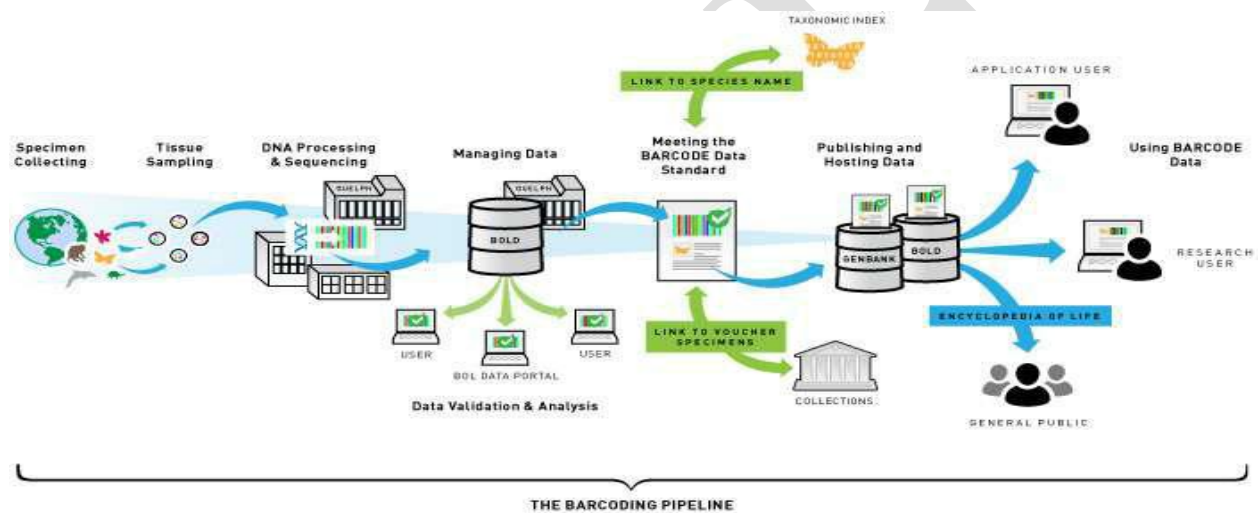 TAXONOMIC INDEX
LINK TO SPECIES NAME
APPLICATION USER
Specimen
Collecting
Tissue
Sampling
DNA Processing
& Sequencing
Managing Data
Meeting the
BARCODE Data
Standard
Publishing and
Hosting Data
Using BARCODE
Data
GUELPH
GUELPH
BOLD
GENBANK
BOLD
RESEARCH
USER
ENCYCLOPEDIA OF LIFE
LINK TO VOUCHER
SPECIMENS
USER
BOL DATA PORTAL
USER
COLLECTIONS.
Data Validation & Analysis
GENERAL PUBLIC
THE BARCODING PIPELINE